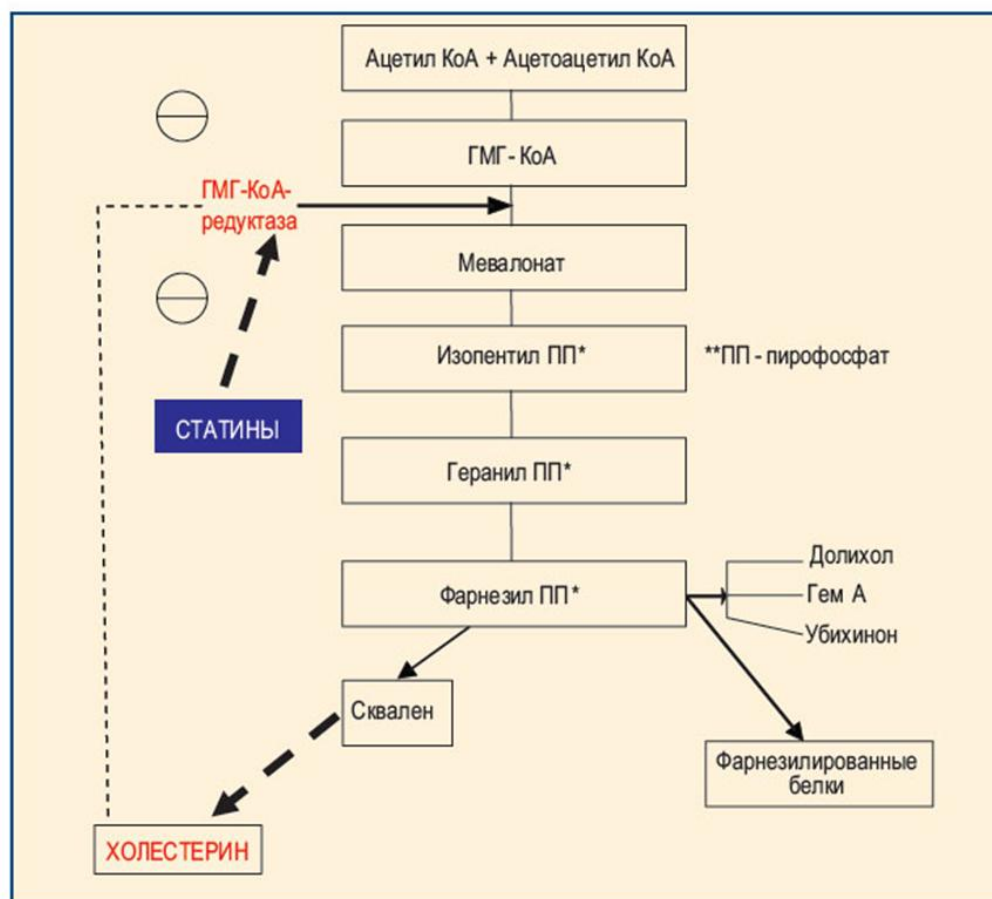 Ацетил КоА + Ацетоацетил КоА
ГМГ- КоА
ГМГ-КоА-
редуктаза
Мевалонат
Изопентил ПП*
**ПП - пирофосфат
СТАТИНЫ
Геранил ПП*
Фарнезил ПП*
Долихол
Гем А
Убихинон
Сквален
Фарнезилированные
белки
ХОЛЕСТЕРИН